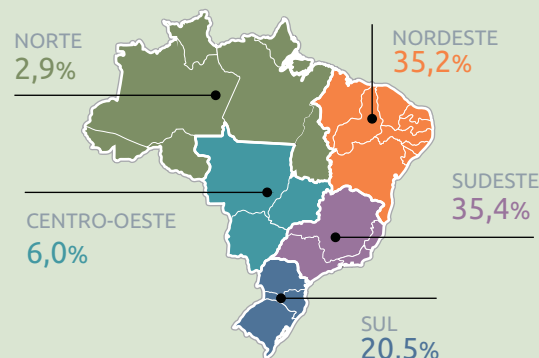 NORTE
2,9%
NORDESTE
35,2%
SUDESTE
35,4%
CENTRO-OESTE
6,0%
SUL
20,5%